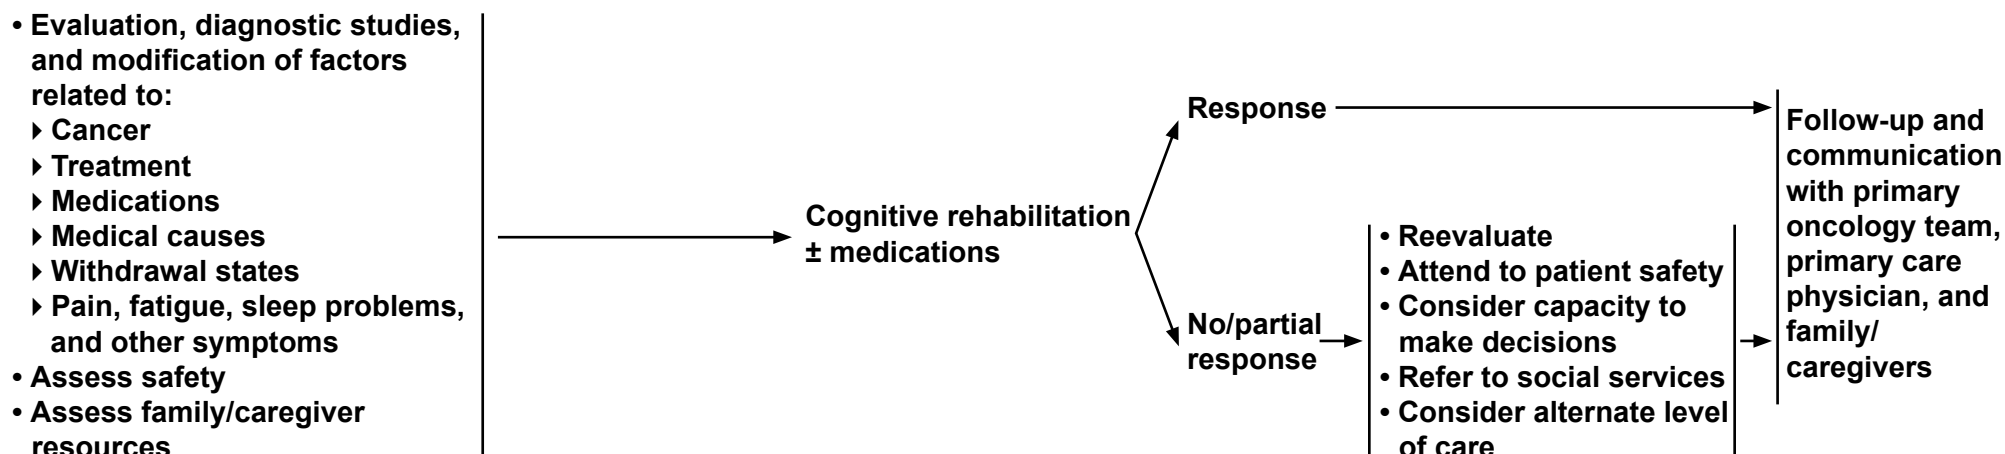 • Evaluation, diagnostic studies,
and modification of factors
related to:
▸ Cancer
▸ Treatment
▸ Medications
▸ Medical causes
▸ Withdrawal states
▸ Pain, fatigue, sleep problems,
and other symptoms
• Assess safety
• Assess family/caregiver
resources
Cognitive rehabilitation
± medications
Response
No/partial
response
• Reevaluate
• Attend to patient safety
• Consider capacity to
make decisions
• Refer to social services
• Consider alternate level
of care
Follow-up and
communication
with primary
oncology team,
primary care
physician, and
family/
caregivers